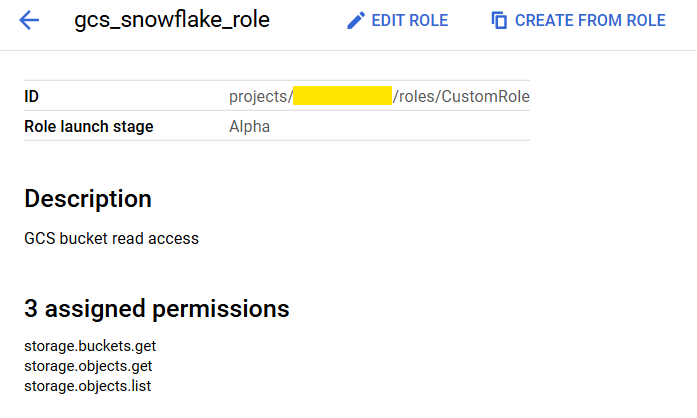 gcs_snowflake_role EDIT ROLE CREATE FROM ROLE
ID projects/ /roles/CustomRole
Role launch stage Alpha
Description
GCS bucket read access
3 assigned permissions
storage.buckets.get
storage.objects.get
storage.objects.list